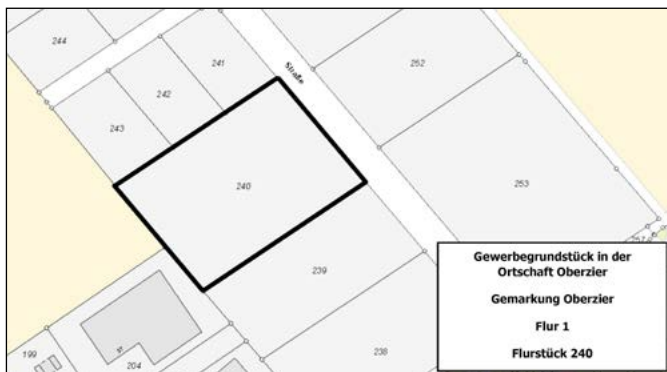 244
241
Straße
252
242
243
240
253
257
239
Gewerbegrundstück in der
Ortschaft Oberzier
Gemarkung Oberzier
Flur 1
Flurstück 240
199
204
238